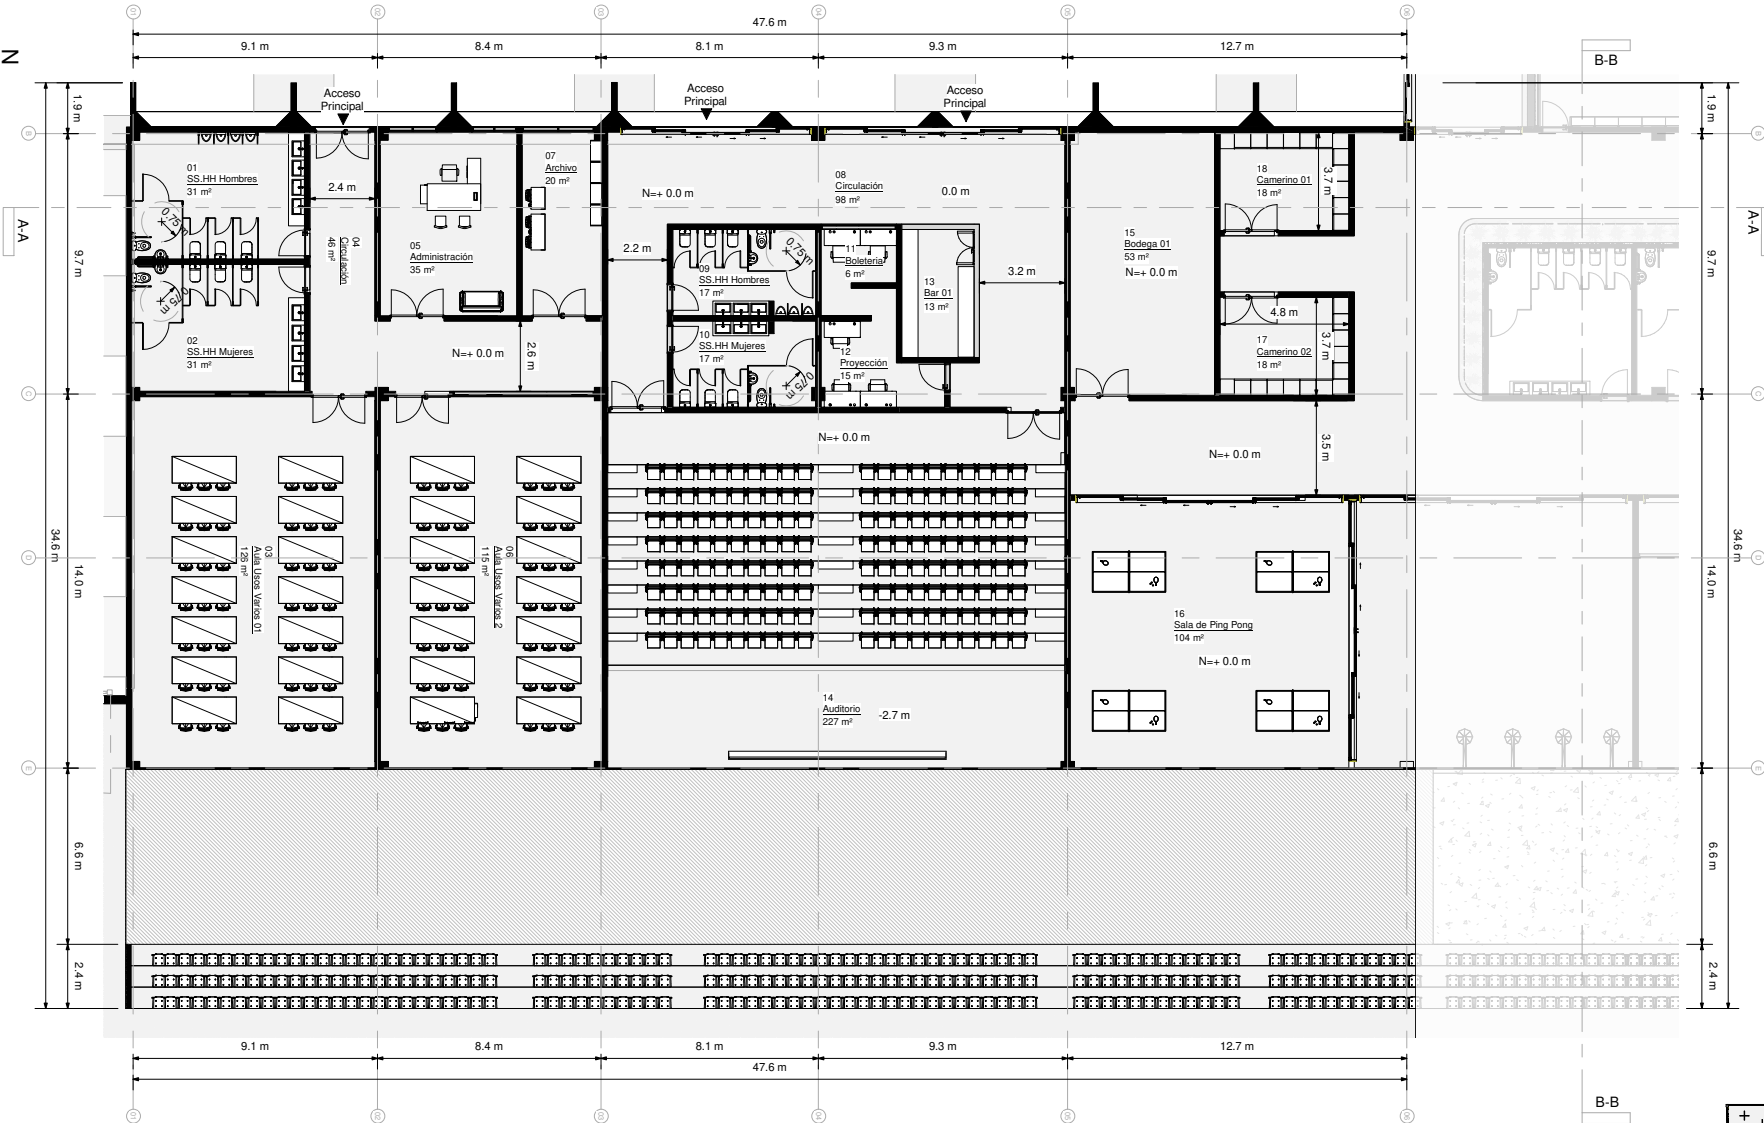 47.6 m
9.1 m
8.4 m
8.1 m
9.3 m
12.7 m
N
B-B
1.9 m
Acceso
Principal
Acceso
Principal
Acceso
Principal
1.9 m
A-A
A-A
01
SS.HH Hombres
31 m²
2.4 m
0.75 m
04
Circulación
46 m²
05
Administración
35 m²
07
Archivo
20 m²
N=+ 0.0 m
08
Circulación
98 m²
0.0 m
15
Bodega 01
53 m²
N=+ 0.0 m
18
Camerino 01
18 m²
3.7 m
9.7 m
9.7 m
2.2 m
09
SS.HH Hombres
17 m²
0.75 m
11
Boletería
6 m²
13
Bar 01
13 m²
3.2 m
0.75 m
02
SS.HH Mujeres
31 m²
N=+ 0.0 m
2.6 m
10
SS.HH Mujeres
17 m²
0.75 m
12
Proyección
15 m²
4.8 m
17
Camerino 02
18 m²
3.7 m
N=+ 0.0 m
N=+ 0.0 m
3.5 m
34.6 m
14.0 m
03
Aula Usos Varios 01
126 m²
06
Aula Usos Varios 2
115 m²
14
Auditorio
227 m²
-2.7 m
16
Sala de Ping Pong
104 m²
N=+ 0.0 m
14.0 m
34.6 m
6.6 m
6.6 m
2.4 m
2.4 m
9.1 m
8.4 m
8.1 m
9.3 m
12.7 m
47.6 m
B-B